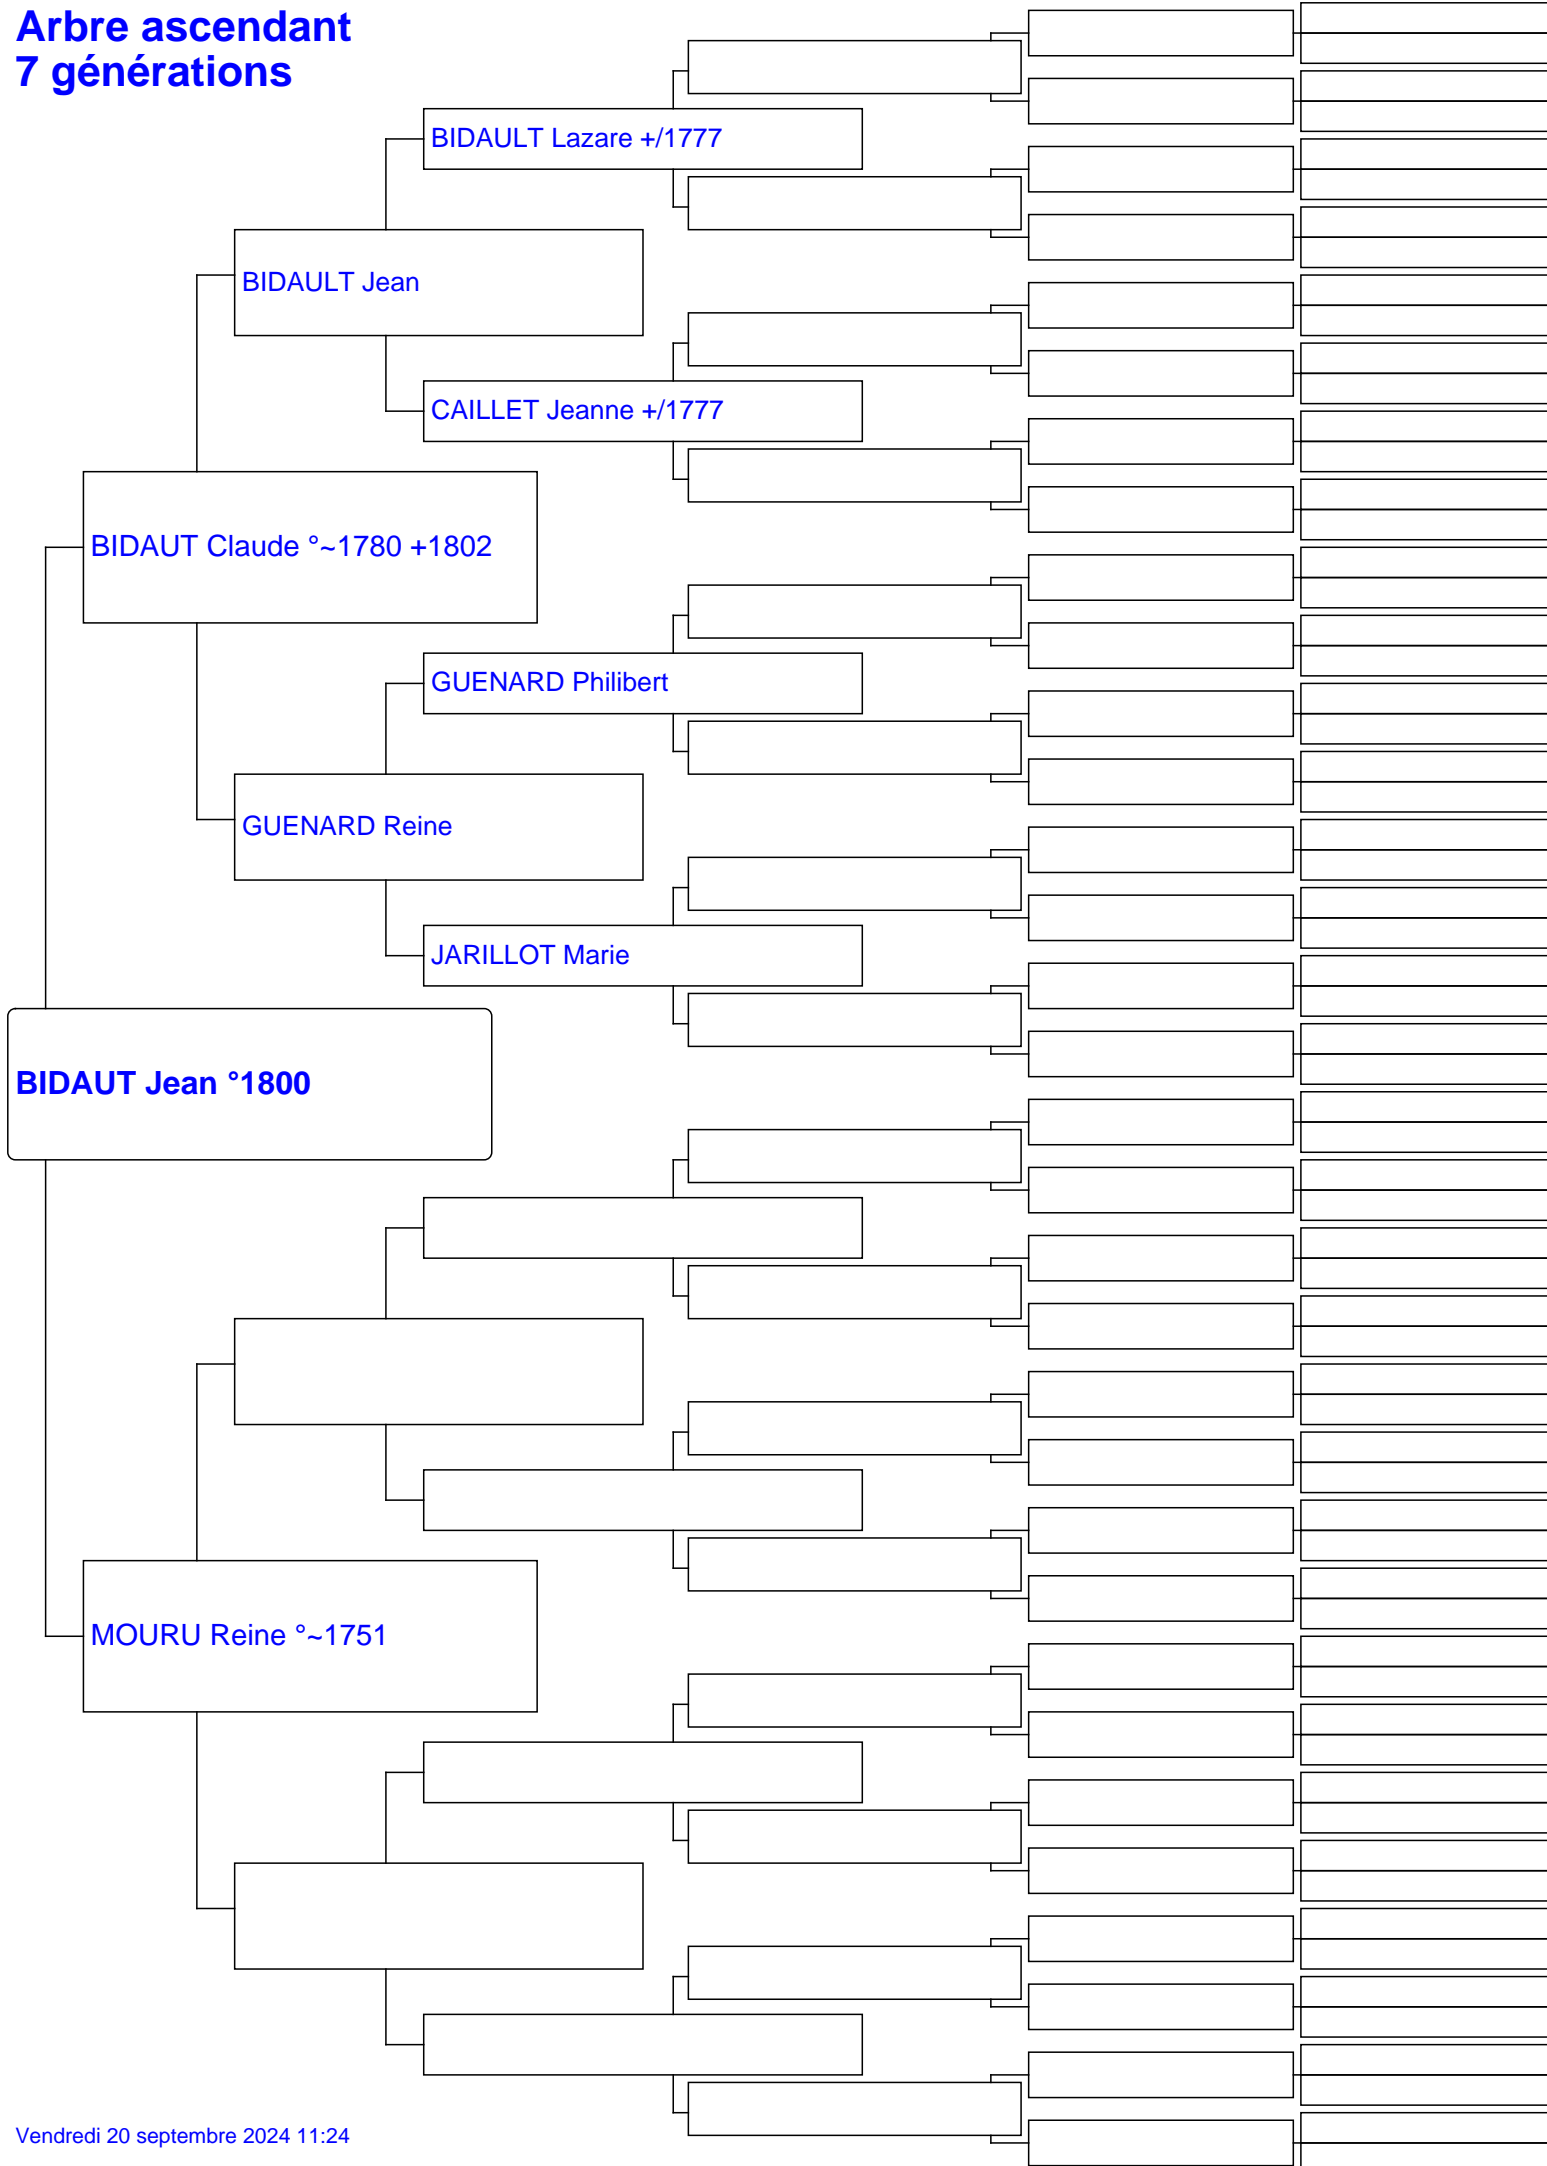 Arbre ascendant
7 générations
BIDAULT Lazare +/1777
BIDAULT Jean
CAILLET Jeanne +/1777
BIDAUT Claude °~1780 +1802
GUENARD Philibert
GUENARD Reine
JARILLOT Marie
BIDAUT Jean °1800
MOURU Reine °~1751
Vendredi 20 septembre 2024 11:24